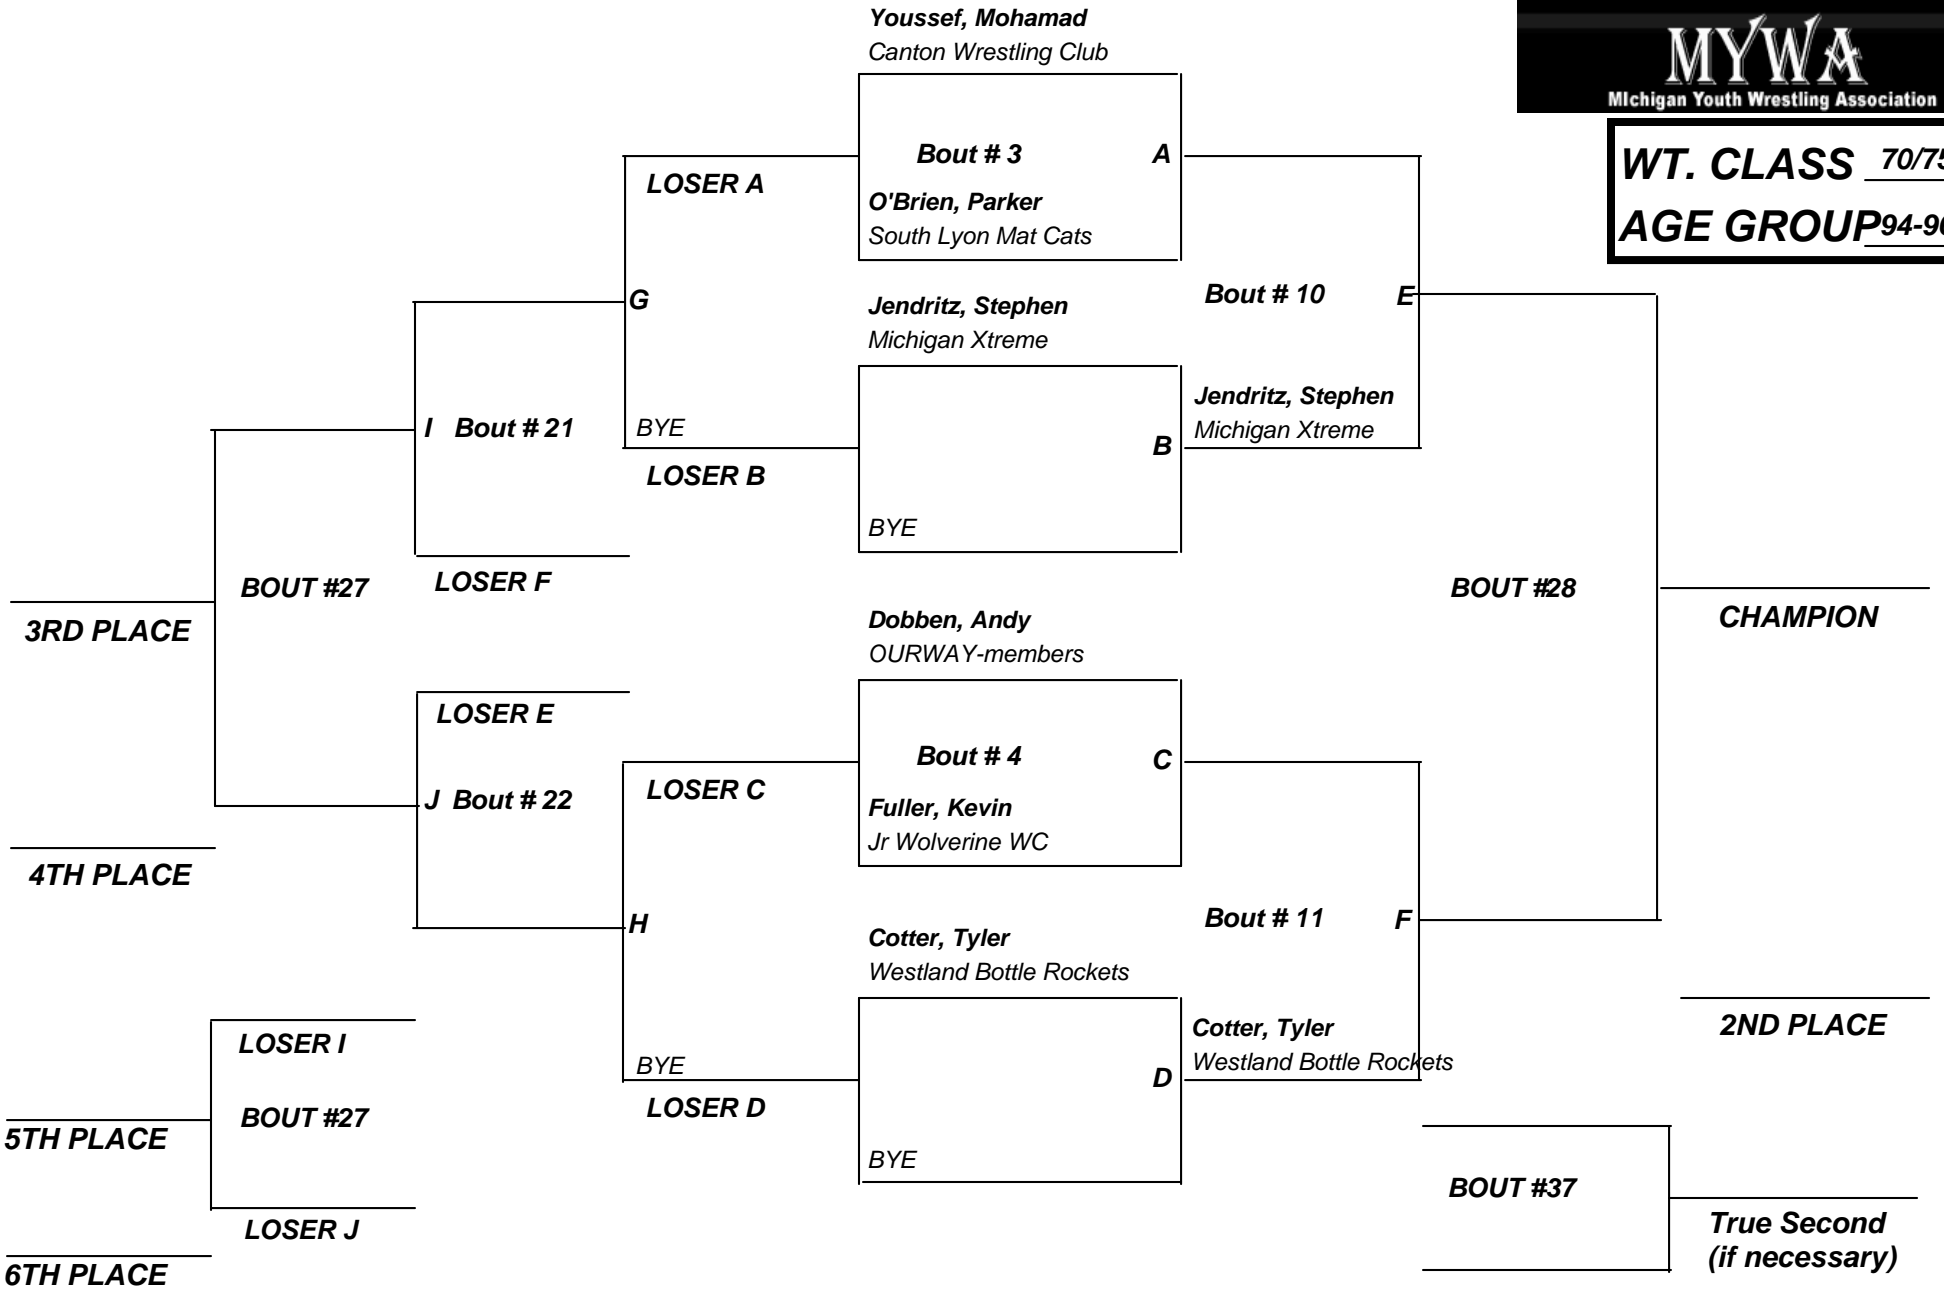 Youssef, Mohamad
Canton Wrestling Club
MYWA
MIchigan Youth Wrestling Association
WT. CLASS 70/75
AGE GROUP 94-96
Bout # 3 A
LOSER A
O'Brien, Parker
South Lyon Mat Cats
G
Jendritz, Stephen
Michigan Xtreme
Bout # 10 E
I Bout # 21
BYE
LOSER B
B
Jendritz, Stephen
Michigan Xtreme
BYE
BOUT #27
LOSER F
3RD PLACE
BOUT #28
CHAMPION
Dobben, Andy
OURWAY-members
LOSER E
J Bout # 22
LOSER C
Bout # 4 C
Fuller, Kevin
Jr Wolverine WC
4TH PLACE
H
Bout # 11 F
Cotter, Tyler
Westland Bottle Rockets
LOSER I
BOUT #27
5TH PLACE
LOSER J
6TH PLACE
BYE
LOSER D
D
Cotter, Tyler
Westland Bottle Rockets
BYE
2ND PLACE
BOUT #37
True Second
(if necessary)